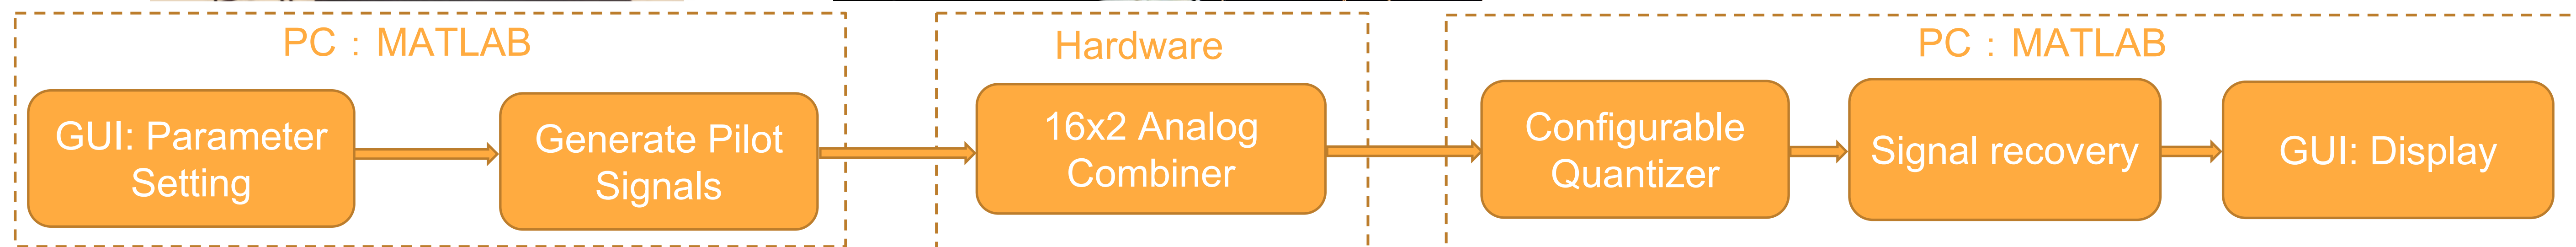 PC：MATLAB
GUI: Parameter
Setting
Generate Pilot
Signals
Hardware
16x2 Analog
Combiner
PC：MATLAB
Configurable
Quantizer
Signal recovery
GUI: Display